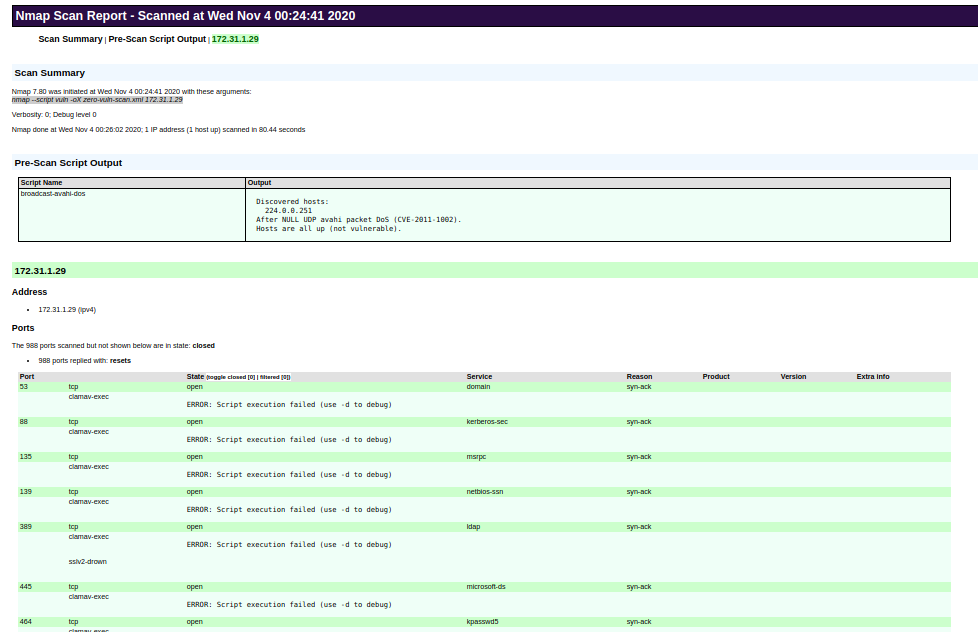 Nmap Scan Report - Scanned at Wed Nov 4 00:24:41 2020
Scan Summary | Pre-Scan Script Output | 172.31.1.29
Scan Summary
Nmap 7.80 was initiated at Wed Nov 4 00:24:41 2020 with these arguments:
nmap --script vuln -oX zero-vuln-scan.xml 172.31.1.29
Verbosity: 0; Debug level 0
Nmap done at Wed Nov 4 00:26:02 2020; 1 IP address (1 host up) scanned in 80.44 seconds
Pre-Scan Script Output
Script Name Output
broadcast-avahi-dos
Discovered hosts:
224.0.0.251
After NULL UDP avahi packet DoS (CVE-2011-1002).
Hosts are all up (not vulnerable).
172.31.1.29
Address
• 172.31.1.29 (ipv4)
Ports
The 988 ports scanned but not shown below are in state: closed
• 988 ports replied with: resets
Port State (toggle closed [0] | filtered [0]) Service Reason Product Version Extra info
53 tcp open domain syn-ack
clamav-exec
ERROR: Script execution failed (use -d to debug)
88 tcp open kerberos-sec syn-ack
clamav-exec
ERROR: Script execution failed (use -d to debug)
135 tcp open msrpc syn-ack
clamav-exec
ERROR: Script execution failed (use -d to debug)
139 tcp open netbios-ssn syn-ack
clamav-exec
ERROR: Script execution failed (use -d to debug)
389 tcp open ldap syn-ack
clamav-exec
ERROR: Script execution failed (use -d to debug)
sslv2-drown
445 tcp open microsoft-ds syn-ack
clamav-exec
ERROR: Script execution failed (use -d to debug)
464 tcp open kpasswd5 syn-ack
clamav-exec